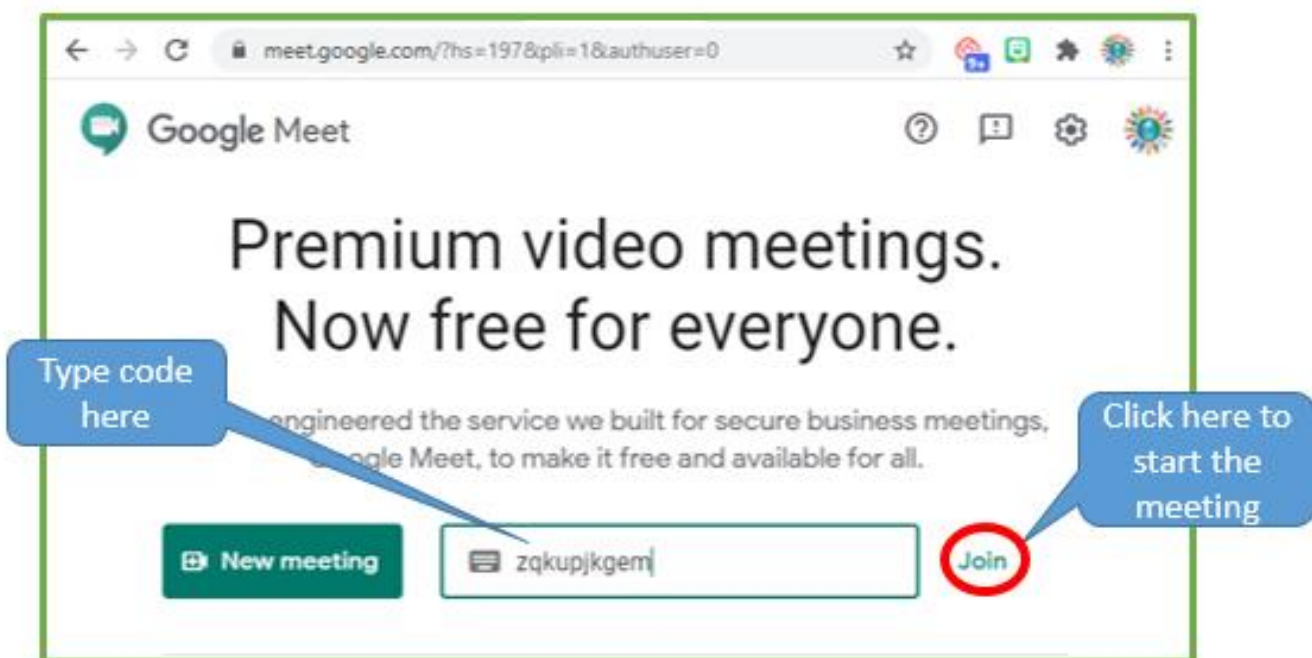 meet.google.com/?hs=197&pli=1&authuser=0
9+
Google Meet
Premium video meetings.
Now free for everyone.
Type code
here
engineered the service we built for secure business meetings,
Google Meet, to make it free and available for all.
Click here to
start the
meeting
New meeting
zqkupjkgem
Join